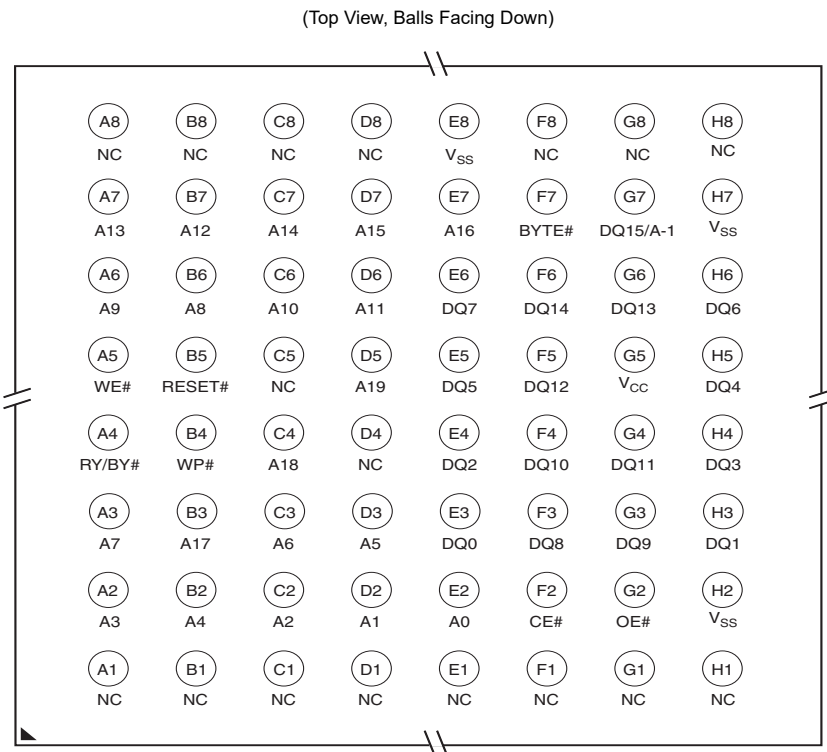 (Top View, Balls Facing Down)
A8 B8 C8 D8 E8 F8 G8 H8
NC NC NC NC VSS NC NC NC
A7 B7 C7 D7 E7 F7 G7 H7
A13 A12 A14 A15 A16 BYTE# DQ15/A-1 VSS
A6 B6 C6 D6 E6 F6 G6 H6
A9 A8 A10 A11 DQ7 DQ14 DQ13 DQ6
A5 B5 C5 D5 E5 F5 G5 H5
WE# RESET# NC A19 DQ5 DQ12 VCC DQ4
A4 B4 C4 D4 E4 F4 G4 H4
RY/BY# WP# A18 NC DQ2 DQ10 DQ11 DQ3
A3 B3 C3 D3 E3 F3 G3 H3
A7 A17 A6 A5 DQ0 DQ8 DQ9 DQ1
A2 B2 C2 D2 E2 F2 G2 H2
A3 A4 A2 A1 A0 CE# OE# VSS
A1 B1 C1 D1 E1 F1 G1 H1
NC NC NC NC NC NC NC NC